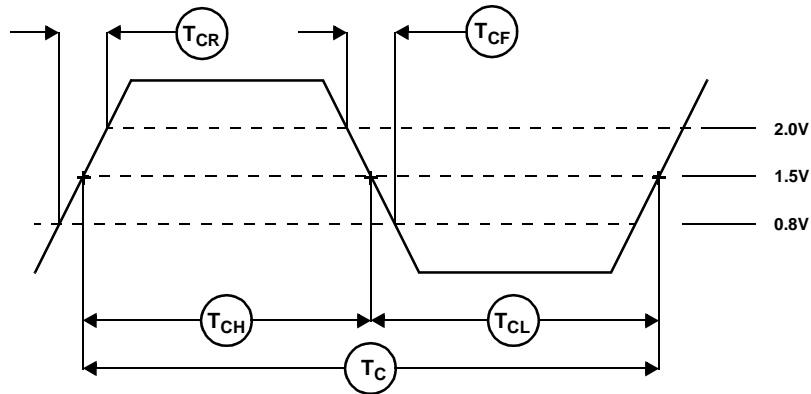 TCR
TCF
2.0V
1.5V
0.8V
TCH
TCL
TC